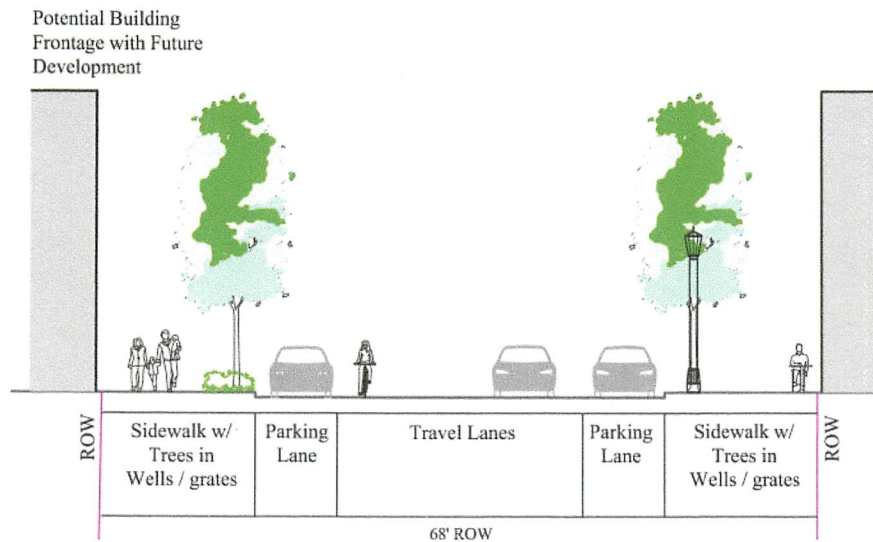 Potential Building
Frontage with Future
Development
ROW
Sidewalk w/
Trees in
Wells / grates
Parking
Lane
Travel Lanes
Parking
Lane
Sidewalk w/
Trees in
Wells / grates
ROW
68' ROW